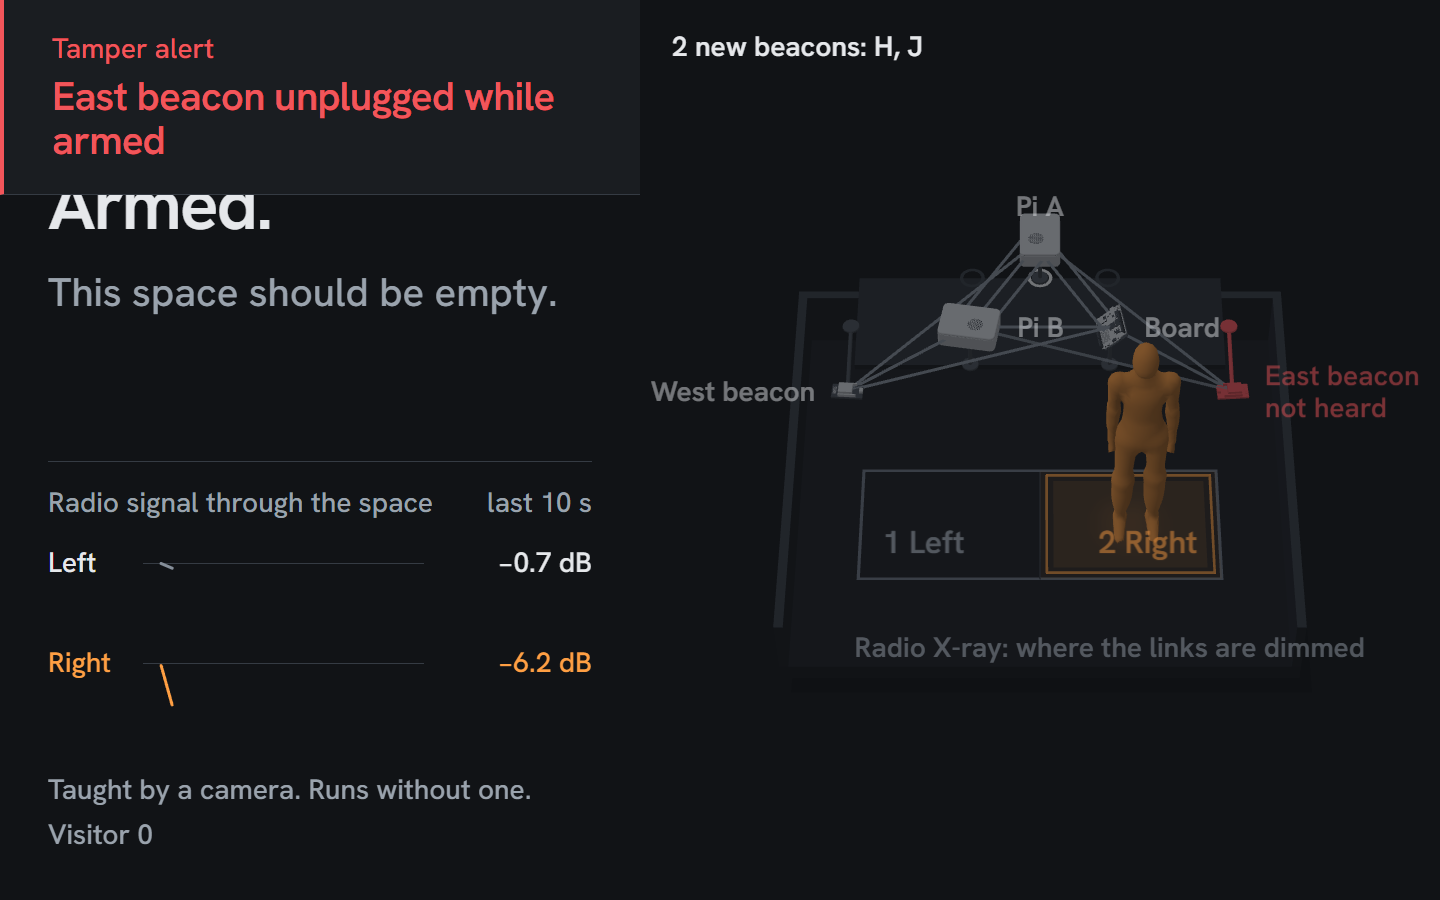 Tamper alert
East beacon unplugged while
armed
Armed.
This space should be empty.
Radio signal through the space last 10 s
Left −0.7 dB
Right −6.2 dB
Taught by a camera. Runs without one.
Visitor 0
2 new beacons: H, J
Pi A
Pi B
Board
West beacon
East beacon
not heard
1 Left
2 Right
Radio X-ray: where the links are dimmed